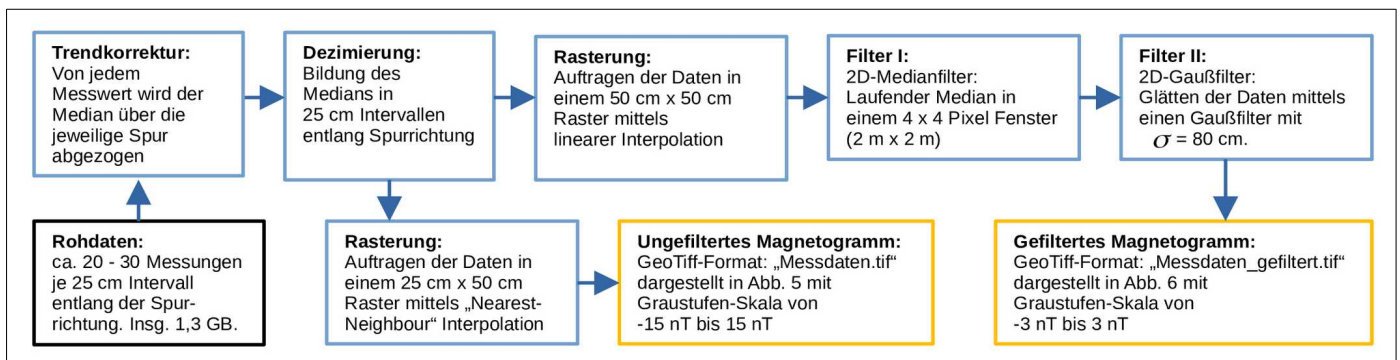 Trendkorrektur:
Von jedem
Messwert wird der
Median über die
jeweilige Spur
abgezogen
Dezimierung:
Bildung des
Medians in
25 cm Intervallen
entlang Spurrichtung
Rasterung:
Auftragen der Daten in
einem 50 cm x 50 cm
Raster mittels
linearer Interpolation
Filter I:
2D-Medianfilter:
Laufender Median in
einem 4 x 4 Pixel Fenster
(2 m x 2 m)
Filter II:
2D-Gaußfilter:
Glätten der Daten mittels
einen Gaußfilter mit
σ = 80 cm.
Rohdaten:
ca. 20 - 30 Messungen
je 25 cm Intervall
entlang der Spur-
richtung. Insg. 1,3 GB.
Rasterung:
Auftragen der Daten in
einem 25 cm x 50 cm
Raster mittels „Nearest-
Neighbour“ Interpolation
Ungefiltertes Magnetogramm:
GeoTiff-Format: „Messdaten.tif“
dargestellt in Abb. 5 mit
Graustufen-Skala von
-15 nT bis 15 nT
Gefiltertes Magnetogramm:
GeoTiff-Format: „Messdaten_gefiltert.tif“
dargestellt in Abb. 6 mit
Graustufen-Skala von
-3 nT bis 3 nT